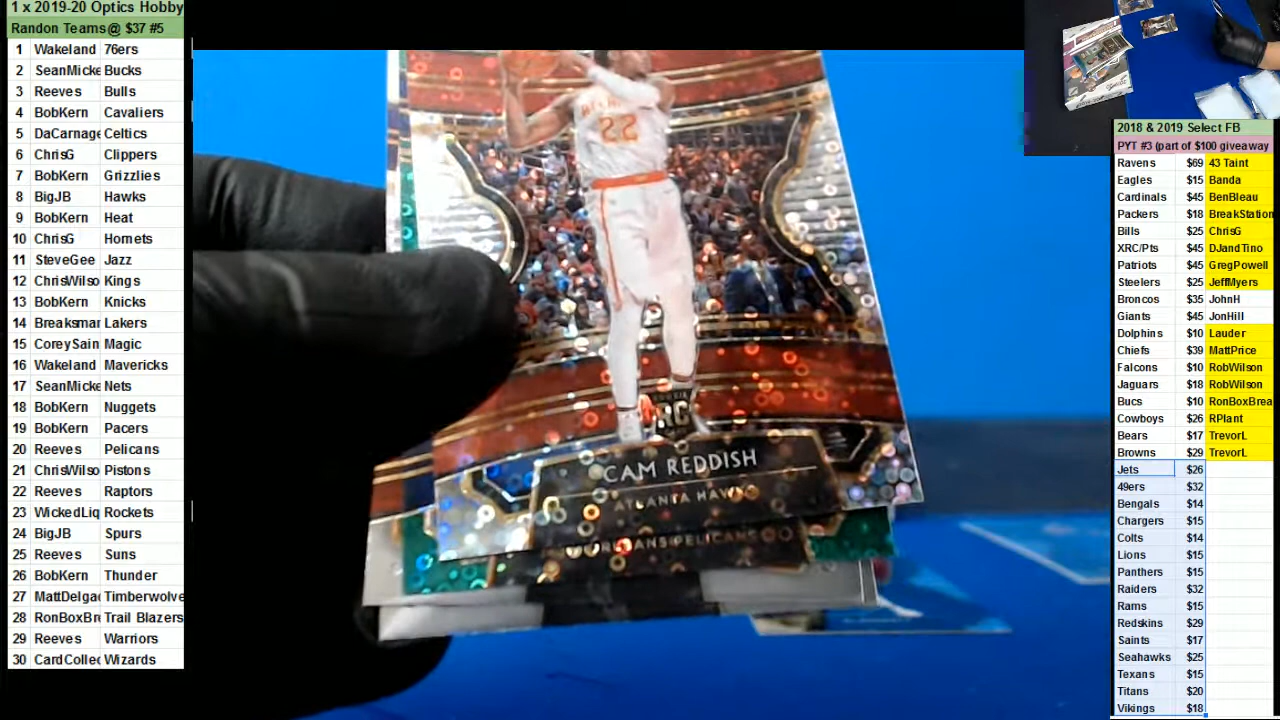 1 x 2019-20 Optics Hobby
Randon Teams@ $37 #5
1 Wakeland 76ers
2 SeanMicke Bucks
3 Reeves Bulls
4 BobKern Cavaliers
5 DaCarnage Celtics
6 ChrisG Clippers
7 BobKern Grizzlies
8 BigJB Hawks
9 BobKern Heat
10 ChrisG Hornets
11 SteveGee Jazz
12 ChrisWilso Kings
13 BobKern Knicks
14 Breaksmar Lakers
15 CoreySain Magic
16 Wakeland Mavericks
17 SeanMicke Nets
18 BobKern Nuggets
19 BobKern Pacers
20 Reeves Pelicans
21 ChrisWilso Pistons
22 Reeves Raptors
23 WickedLiq Rockets
24 BigJB Spurs
25 Reeves Suns
26 BobKern Thunder
27 MattDelgac Timberwolve
28 RonBoxBr Trail Blazers
29 Reeves Warriors
30 CardCollec Wizards
22
RC
CAM REDDISH
ATLANTA HAWKS
2018 & 2019 Select FB
PYT #3 (part of $100 giveaway
Ravens $69 43 Taint
Eagles $15 Banda
Cardinals $45 BenBleau
Packers $18 BreakStation
Bills $25 ChrisG
XRC/Pts $45 DJandTino
Patriots $45 GregPowell
Steelers $25 JeffMyers
Broncos $35 JohnH
Giants $45 JonHill
Dolphins $10 Lauder
Chiefs $39 MattPrice
Falcons $10 RobWilson
Jaguars $18 RobWilson
Bucs $10 RonBoxBrea
Cowboys $26 RPlant
Bears $17 TrevorL
Browns $29 TrevorL
Jets $26
49ers $32
Bengals $14
Chargers $15
Colts $14
Lions $15
Panthers $15
Raiders $32
Rams $15
Redskins $29
Saints $17
Seahawks $25
Texans $15
Titans $20
Vikings $18